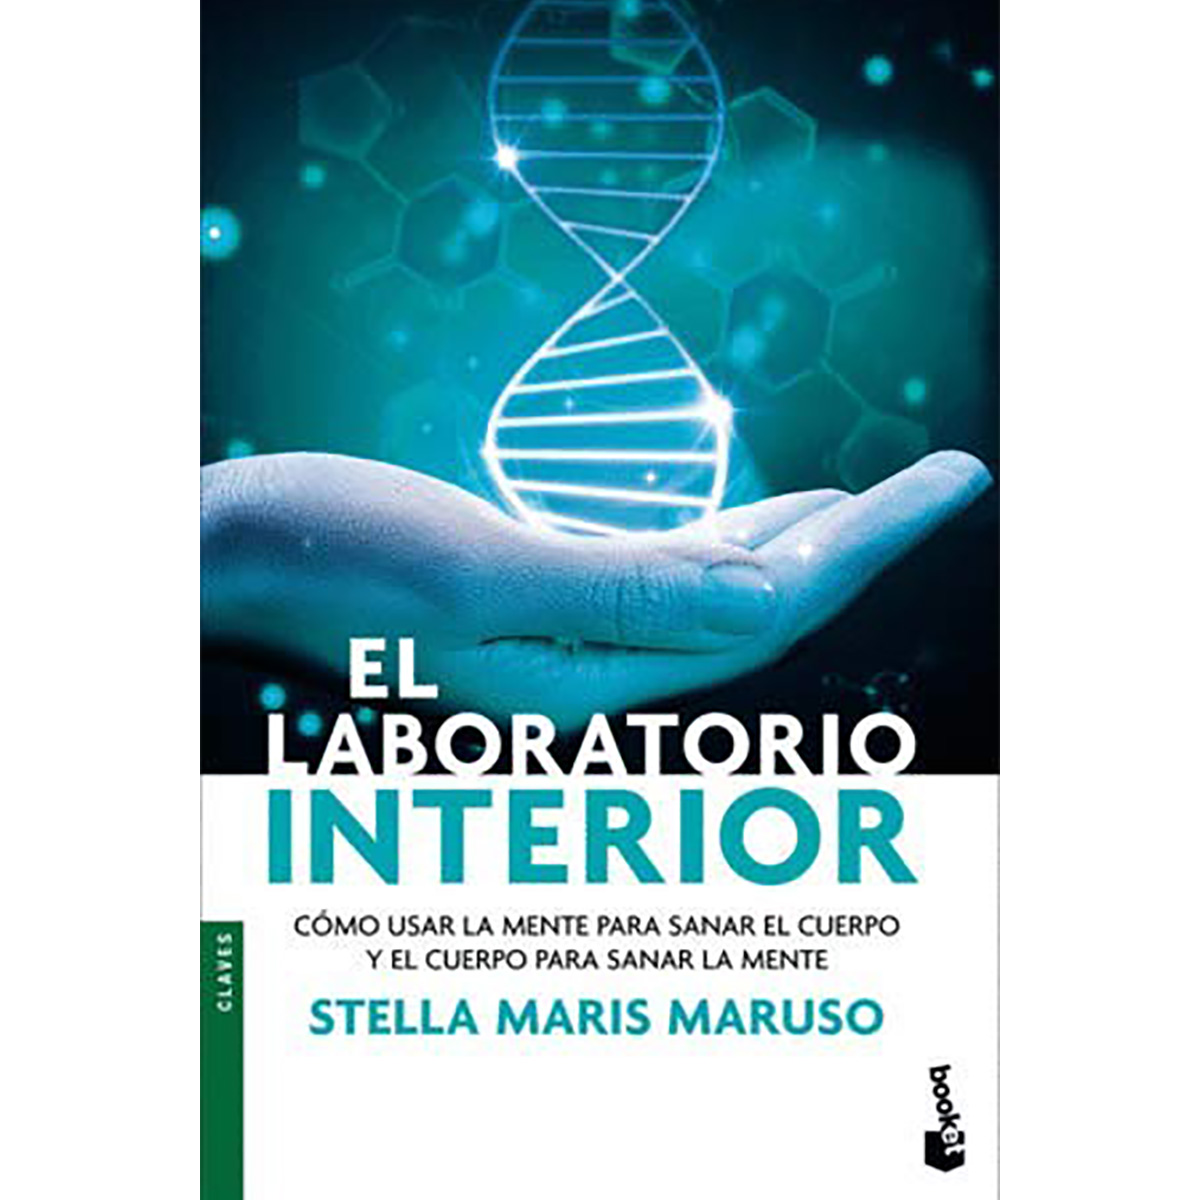 EL
LABORATORIO
INTERIOR
CÓMO USAR LA MENTE PARA SANAR EL CUERPO
Y EL CUERPO PARA SANAR LA MENTE
STELLA MARIS MARUSO
CLAVES
booket